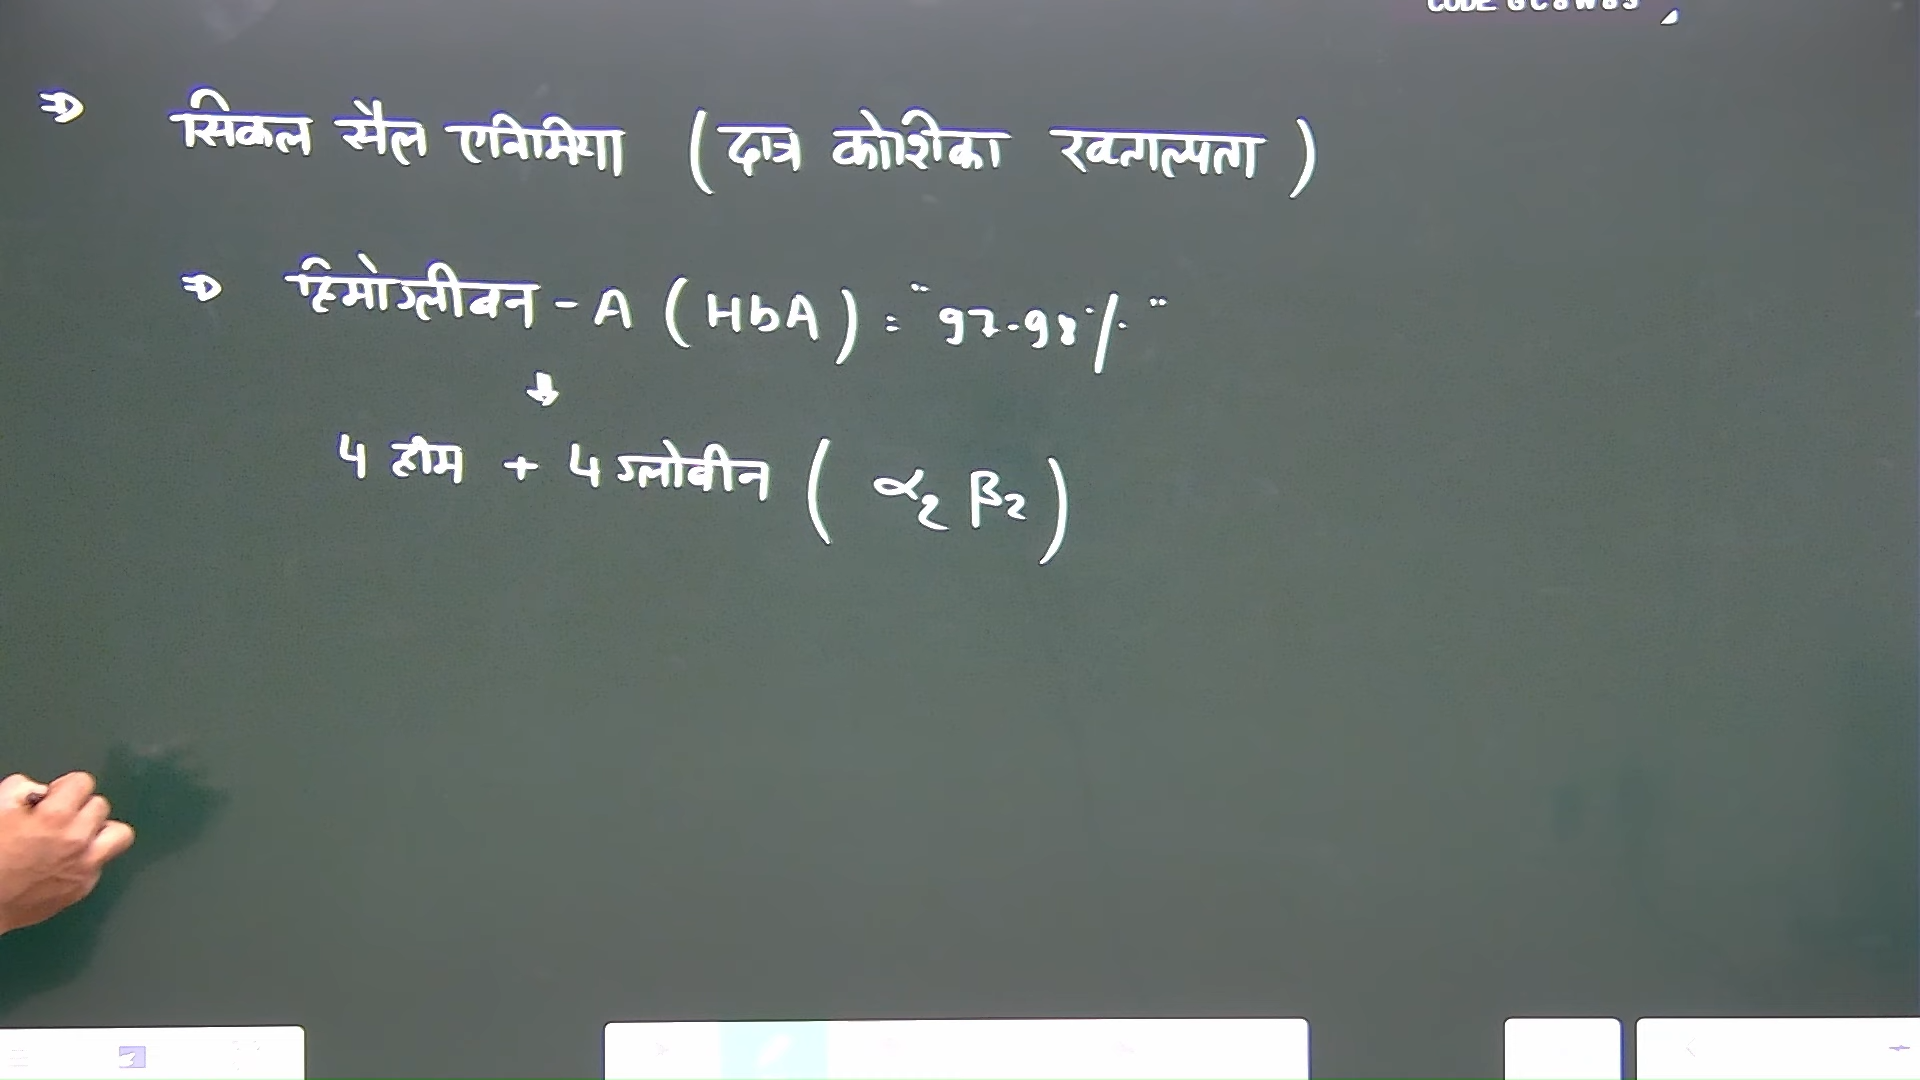 ⇒ सिकल सैल एनिमिया (दात्र कोशिका रक्ताल्पता)
⇒ हिमोग्लोबिन - A (HbA) = "97-98%"
↓
4 हीम + 4 ग्लोबीन (α₂ β₂)